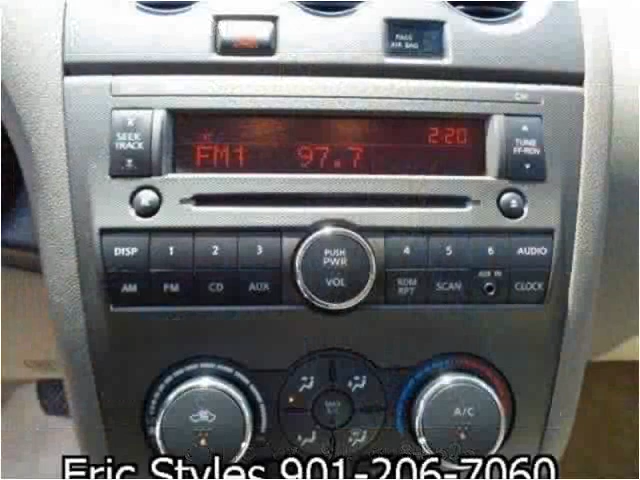 PASS
AIR BAG
CD
SEEK
TRACK
2:20
FM1 97.7
TUNE
FF·REW
DISP 1 2 3
PUSH
PWR
VOL
4 5 6 AUDIO
AM FM CD AUX
RDM
RPT
SCAN
AUX IN
CLOCK
MAX
A/C
A/C
Eric Styles 901-206-7060